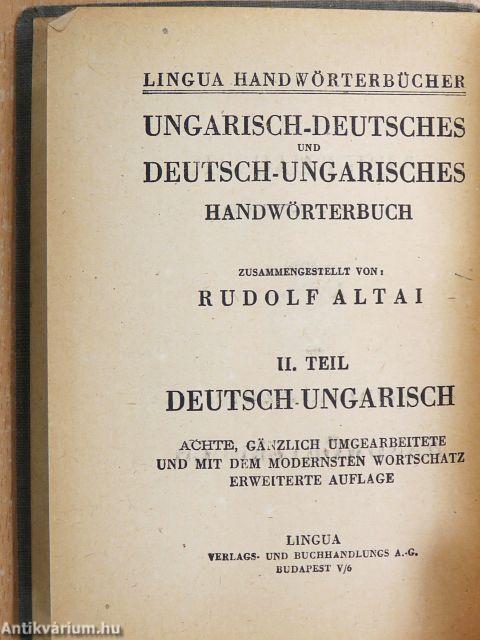 LINGUA HANDWÖRTERBÜCHER
UNGARISCH-DEUTSCHES
UND
DEUTSCH-UNGARISCHES
HANDWÖRTERBUCH
ZUSAMMENGESTELLT VON:
RUDOLF ALTAI
II. TEIL
DEUTSCH-UNGARISCH
ACHTE, GÄNZLICH UMGEARBEITETE
UND MIT DEM MODERNSTEN WORTSCHATZ
ERWEITERTE AUFLAGE
LINGUA
VERLAGS- UND BUCHHANDLUNGS A.-G.
BUDAPEST V/6
Antikvárium.hu